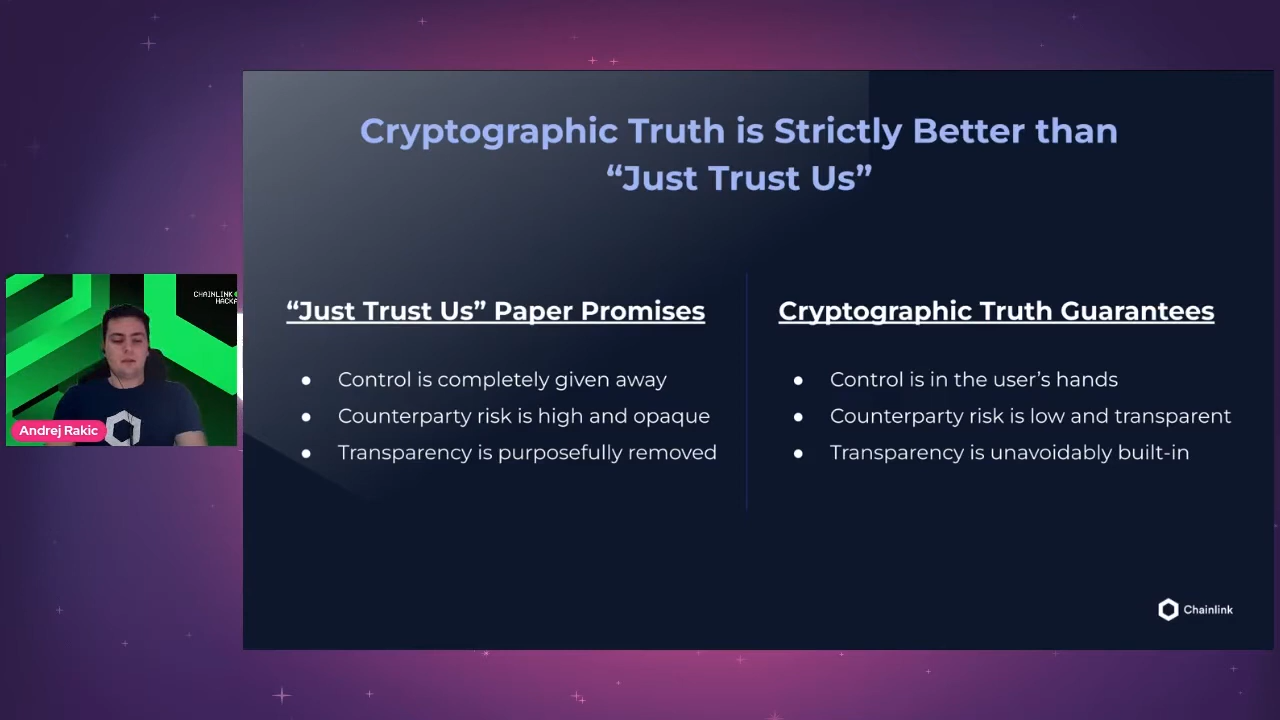 Cryptographic Truth is Strictly Better than
“Just Trust Us”
“Just Trust Us” Paper Promises
● Control is completely given away
● Counterparty risk is high and opaque
● Transparency is purposefully removed
Cryptographic Truth Guarantees
● Control is in the user’s hands
● Counterparty risk is low and transparent
● Transparency is unavoidably built-in
CHAINLINK
HACKA
Andrej Rakic
Chainlink